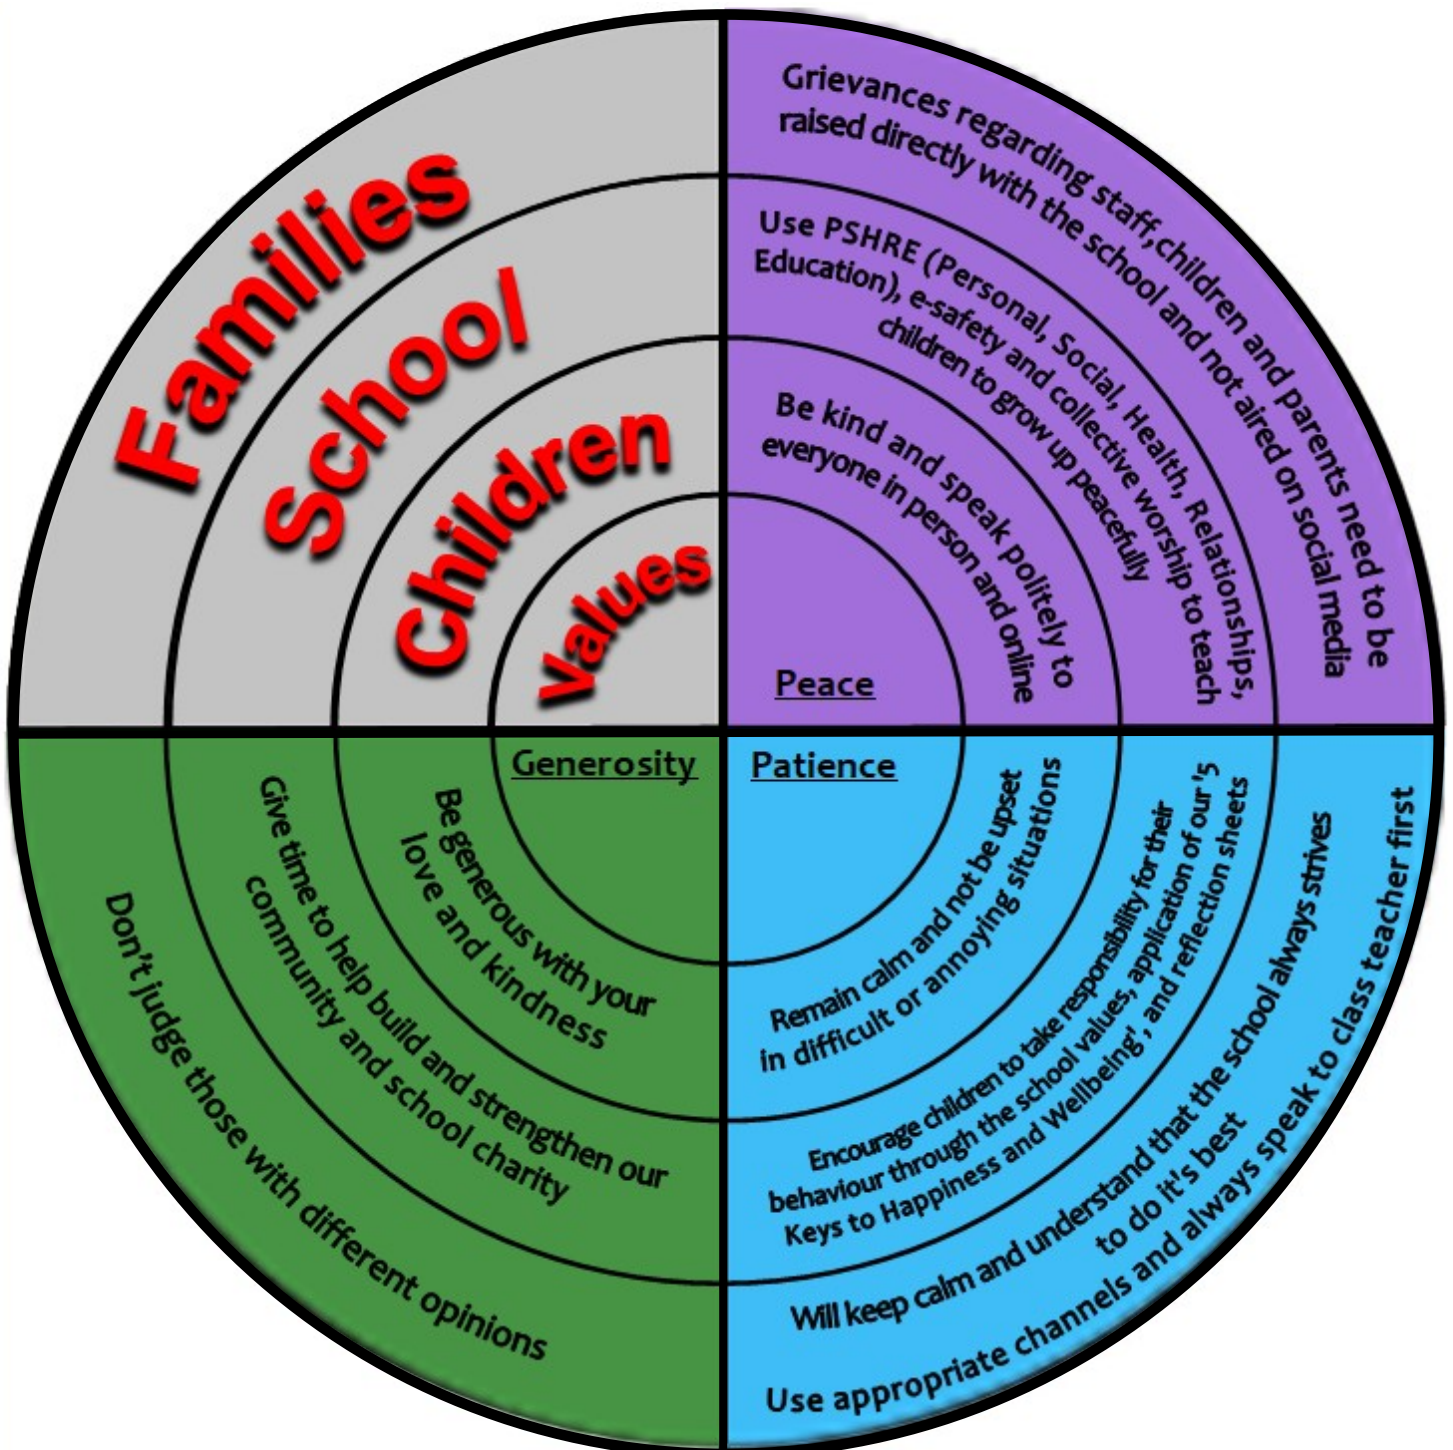 Families
School
Children
Values
Grievances regarding staff,children and parents need to be
raised directly with the school and not aired on social media
Use PSHRE (Personal, Social, Health, Relationships,
Education), e-safety and collective worship to teach
children to grow up peacefully
Be kind and speak politely to
everyone in person and online
Peace
Generosity
Be generous with your
love and kindness
Give time to help build and strengthen our
community and school charity
Don't judge those with different opinions
Patience
Remain calm and not be upset
in difficult or annoying situations
Encourage children to take responsibility for their
behaviour through the school values, application of our '5
Keys to Happiness and Wellbeing', and reflection sheets
Will keep calm and understand that the school always strives
to do it's best
Use appropriate channels and always speak to class teacher first